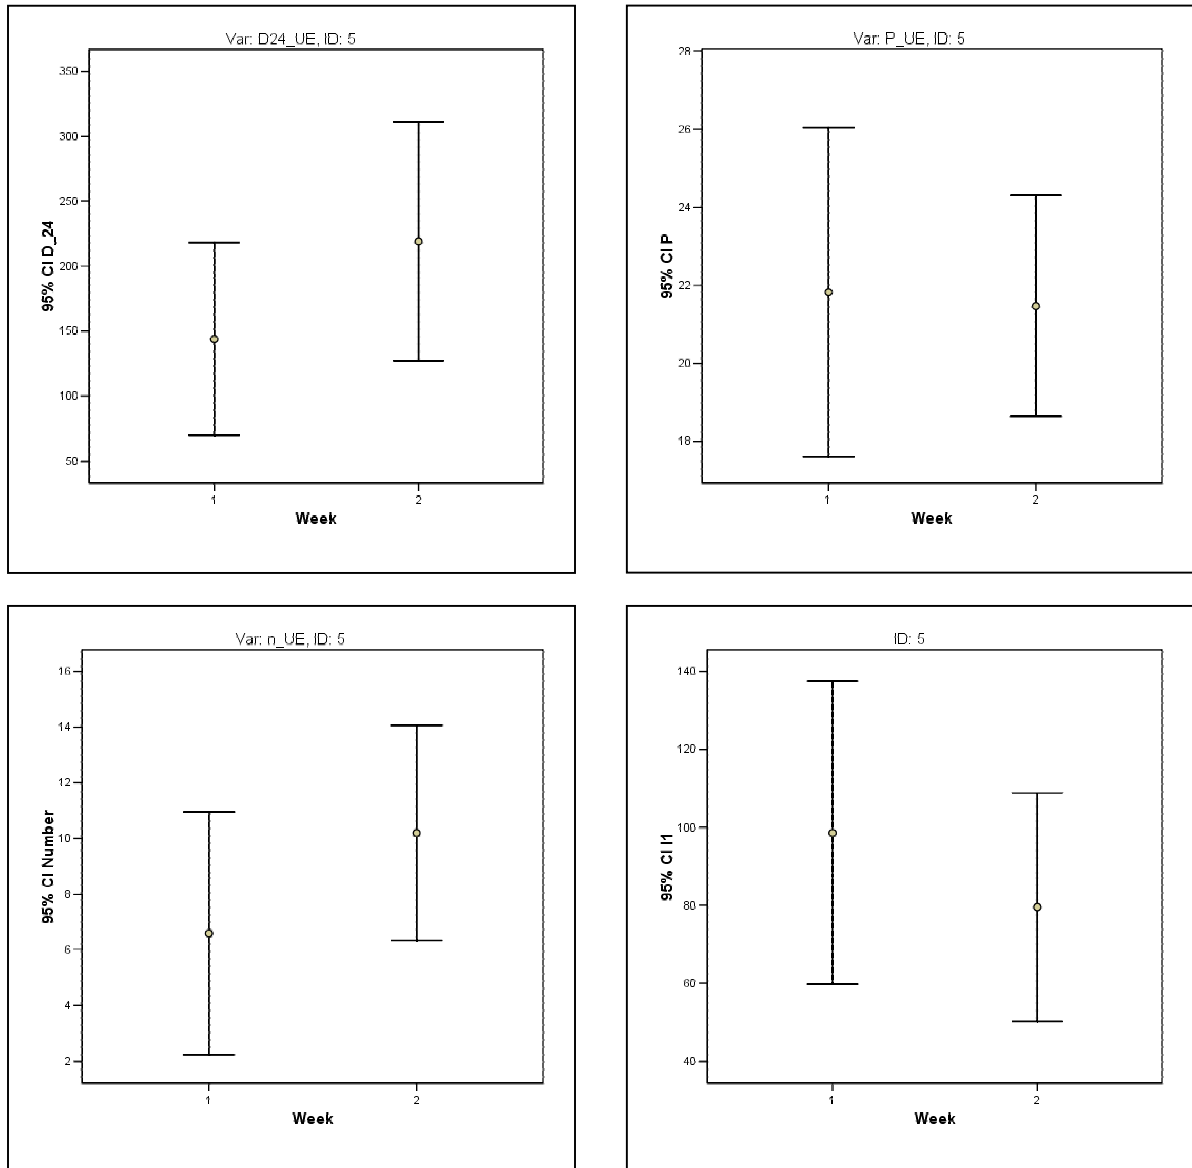 Var: D24_UE, ID: 5
95% CI D_24
350
300
250
200
150
100
50
1
2
Week
Var: P_UE, ID: 5
95% CI P
28
26
24
22
20
18
1
2
Week
Var: n_UE, ID: 5
95% CI Number
16
14
12
10
8
6
4
2
1
2
Week
ID: 5
95% CI I1
140
120
100
80
60
40
1
2
Week